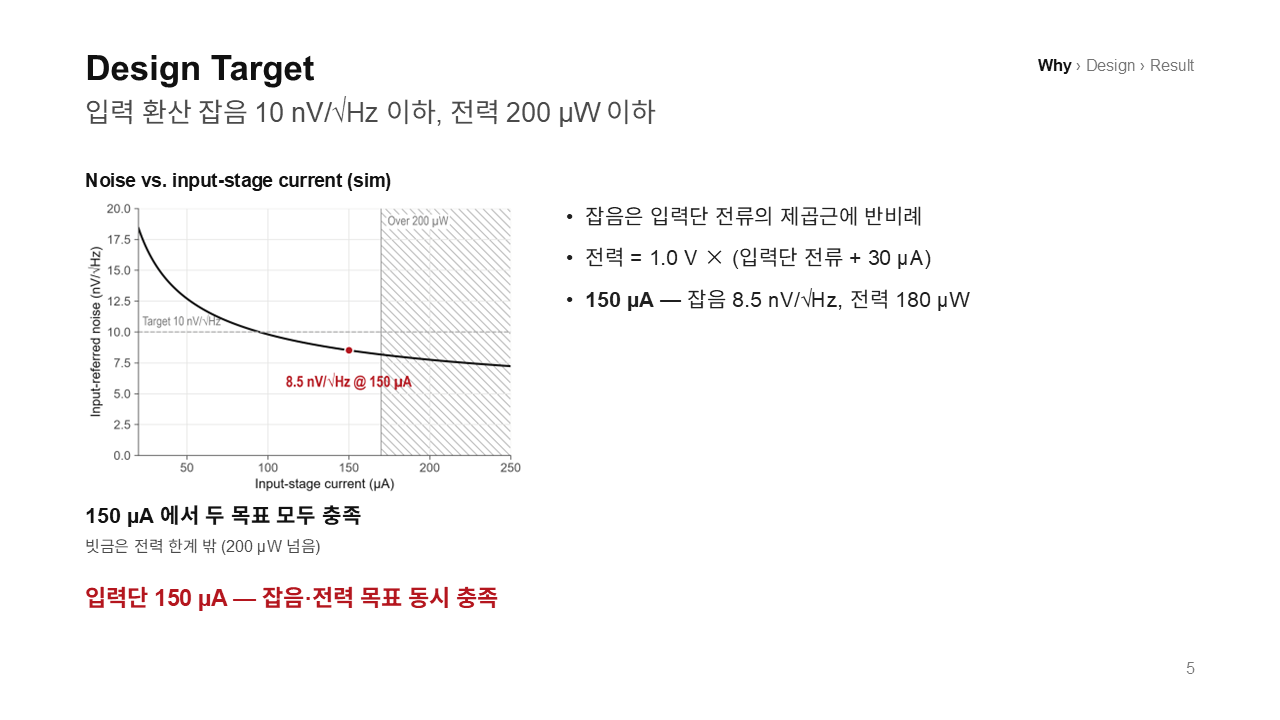 Design Target
Why › Design › Result
입력 환산 잡음 10 nV/√Hz 이하, 전력 200 µW 이하
Noise vs. input-stage current (sim)
20.0
17.5
15.0
12.5
10.0
7.5
5.0
2.5
0.0
Input-referred noise (nV/√Hz)
Over 200 µW
Target 10 nV/√Hz
8.5 nV/√Hz @ 150 µA
50 100 150 200 250
Input-stage current (µA)
• 잡음은 입력단 전류의 제곱근에 반비례
• 전력 = 1.0 V × (입력단 전류 + 30 µA)
• 150 µA — 잡음 8.5 nV/√Hz, 전력 180 µW
150 µA 에서 두 목표 모두 충족
빗금은 전력 한계 밖 (200 µW 넘음)
입력단 150 µA — 잡음·전력 목표 동시 충족
5